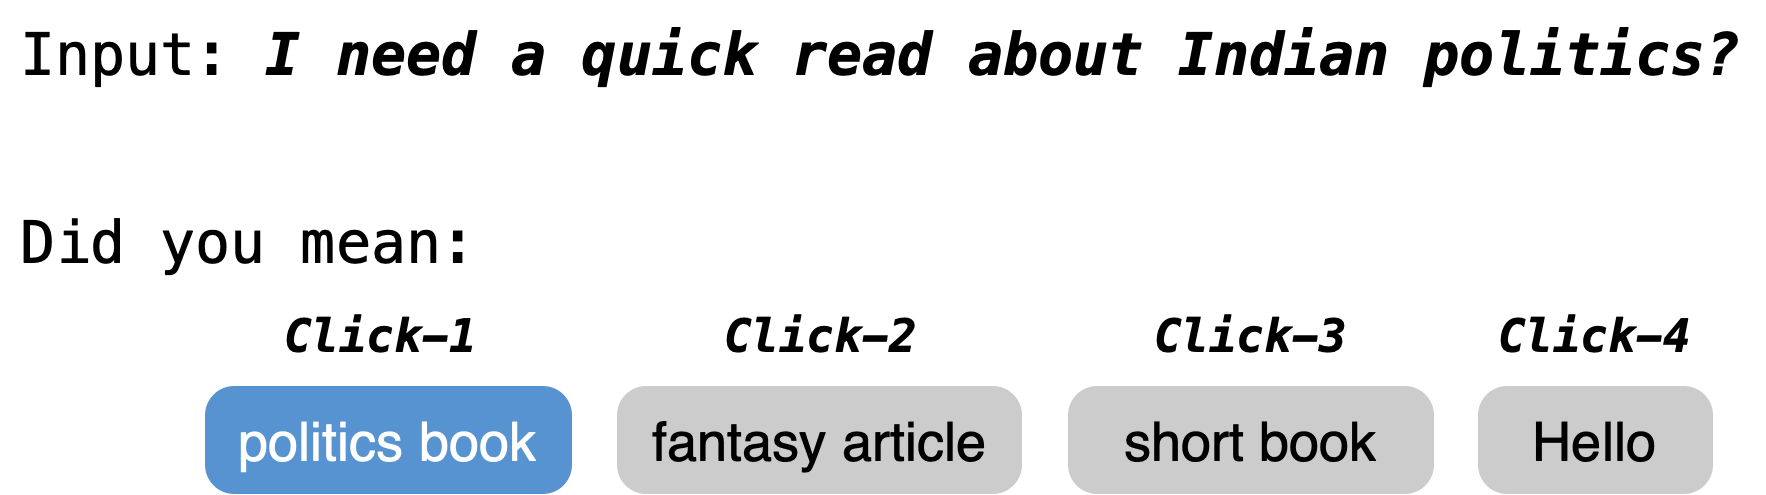 Input: I need a quick read about Indian politics?
Did you mean:
Click-1 Click-2 Click-3 Click-4
politics book fantasy article short book Hello